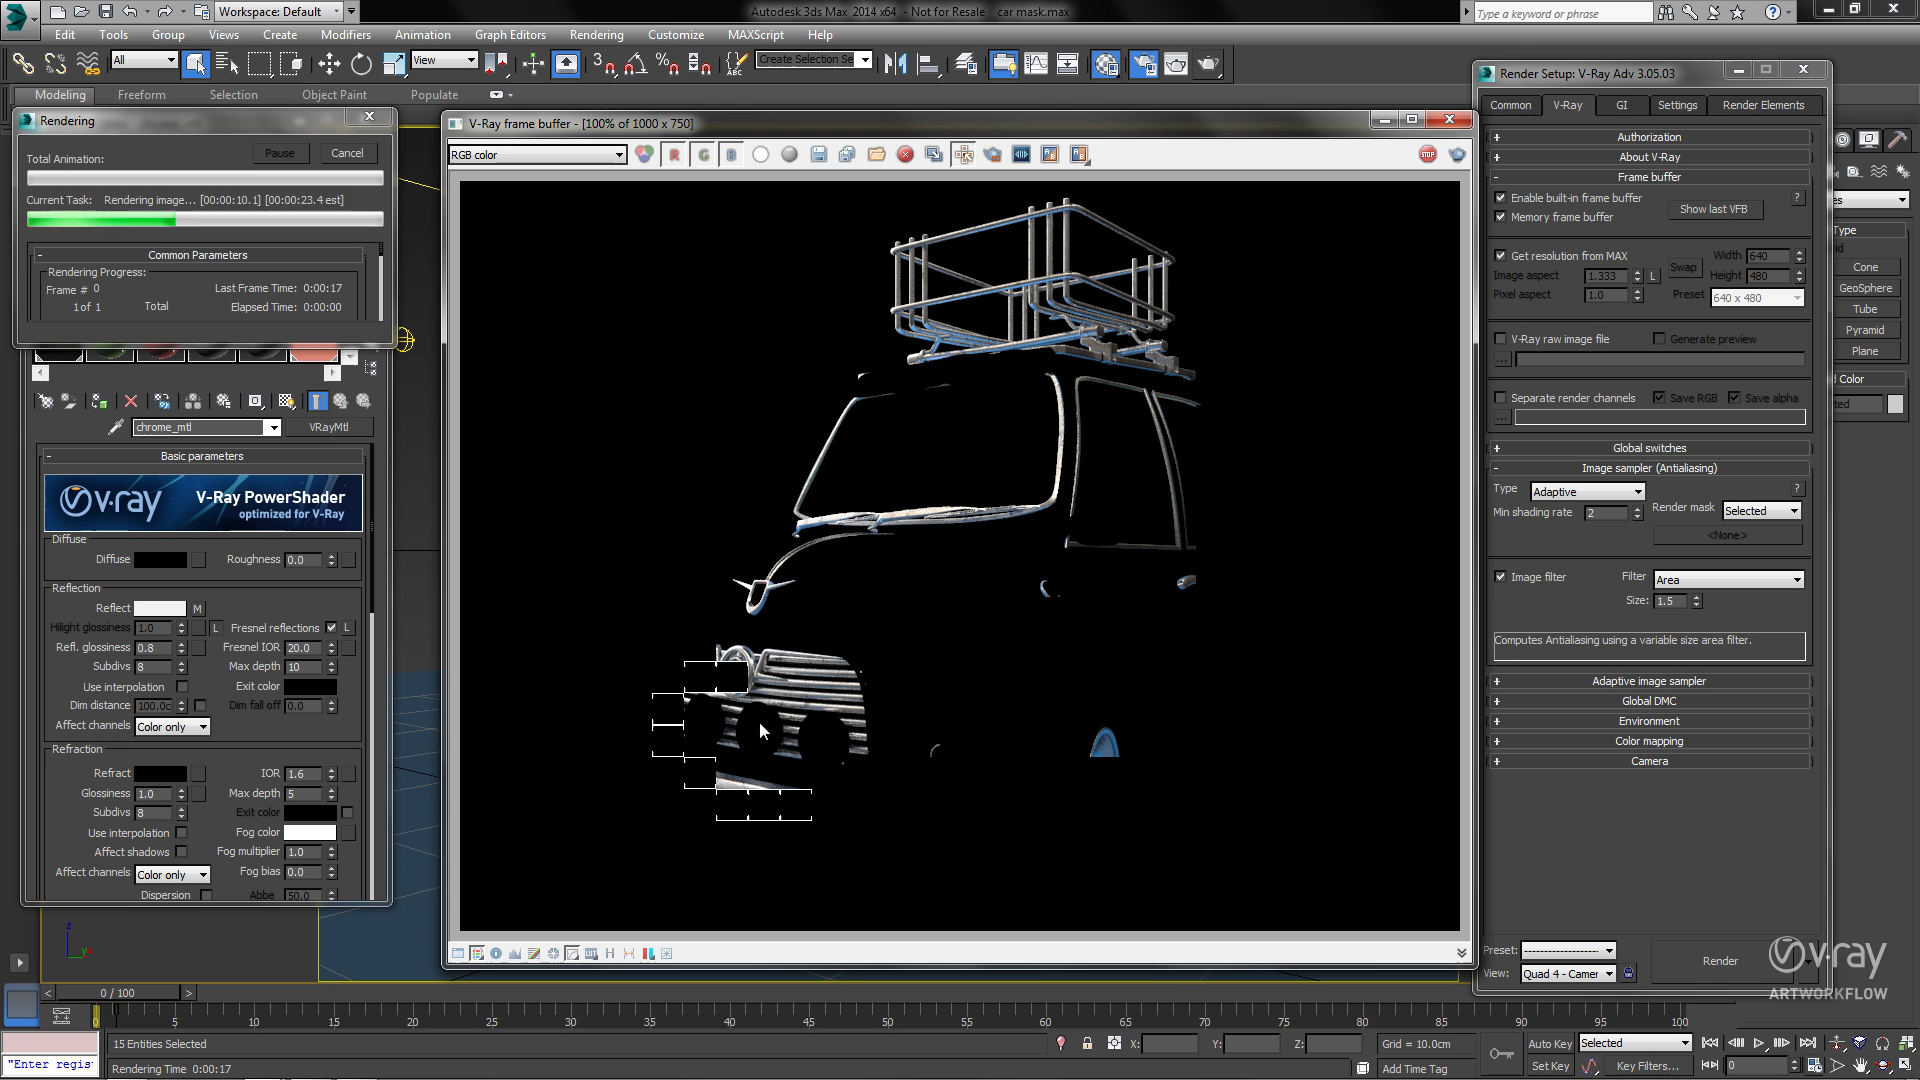 Workspace: Default
Autodesk 3ds Max 2014 x64 - Not for Resale car mask.max
Type a keyword or phrase
Edit Tools Group Views Create Modifiers Animation Graph Editors Rendering Customize MAXScript Help
All
View
Create Selection Se
Modeling Freeform Selection Object Paint Populate
Rendering
Total Animation:
Pause
Cancel
Current Task: Rendering image... [00:00:10.1] [00:00:23.4 est]
- Common Parameters
Rendering Progress:
Frame # 0
Last Frame Time: 0:00:17
1 of 1 Total
Elapsed Time: 0:00:00
chrome_mtl
VRayMtl
- Basic parameters
v-ray
V-Ray PowerShader
optimized for V-Ray
Diffuse
Diffuse
Roughness 0.0
Reflection
Reflect M
Hilight glossiness 1.0 L Fresnel reflections L
Refl. glossiness 0.8 Fresnel IOR 20.0
Subdivs 8 Max depth 10
Use interpolation Exit color
Dim distance 100.0c Dim fall off 0.0
Affect channels Color only
Refraction
Refract IOR 1.6
Glossiness 1.0 Max depth 5
Subdivs 8 Exit color
Use interpolation Fog color
Affect shadows Fog multiplier 1.0
Affect channels Color only Fog bias 0.0
Dispersion Abbe 50.0
V-Ray frame buffer - [100% of 1000 x 750]
RGB color
R G B
STOP
Render Setup: V-Ray Adv 3.05.03
Common V-Ray GI Settings Render Elements
+ Authorization
+ About V-Ray
- Frame buffer
Enable built-in frame buffer ?
Memory frame buffer Show last VFB
Get resolution from MAX Width 640
Image aspect 1.333 L Swap Height 480
Pixel aspect 1.0 Preset 640 x 480
V-Ray raw image file Generate preview
...
Separate render channels Save RGB Save alpha
...
+ Global switches
- Image sampler (Antialiasing)
Type Adaptive ?
Min shading rate 2 Render mask Selected
<None>
Image filter Filter Area
Size: 1.5
Computes Antialiasing using a variable size area filter.
+ Adaptive image sampler
+ Global DMC
+ Environment
+ Color mapping
+ Camera
Preset: --------------------
View: Quad 4 - Camer
Render
v-ray
ARTWORKFLOW
es
Type
rid
Cone
GeoSphere
Tube
Pyramid
Plane
d Color
ted
z
y
< 0 / 100 >
0 5 10 15 20 25 30 35 40 45 50 55 60 65 70 75 80 85 90 95 100
15 Entities Selected
X: Y: Z: Grid = 10.0cm
Auto Key Selected
"Enter regis
Rendering Time 0:00:17
Add Time Tag
Set Key Key Filters... 0